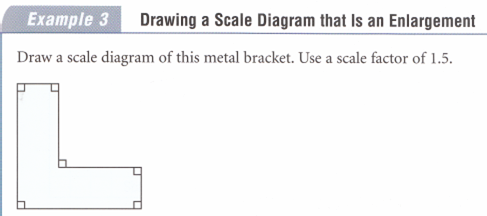 Example 3 Drawing a Scale Diagram that Is an Enlargement
Draw a scale diagram of this metal bracket. Use a scale factor of 1.5.